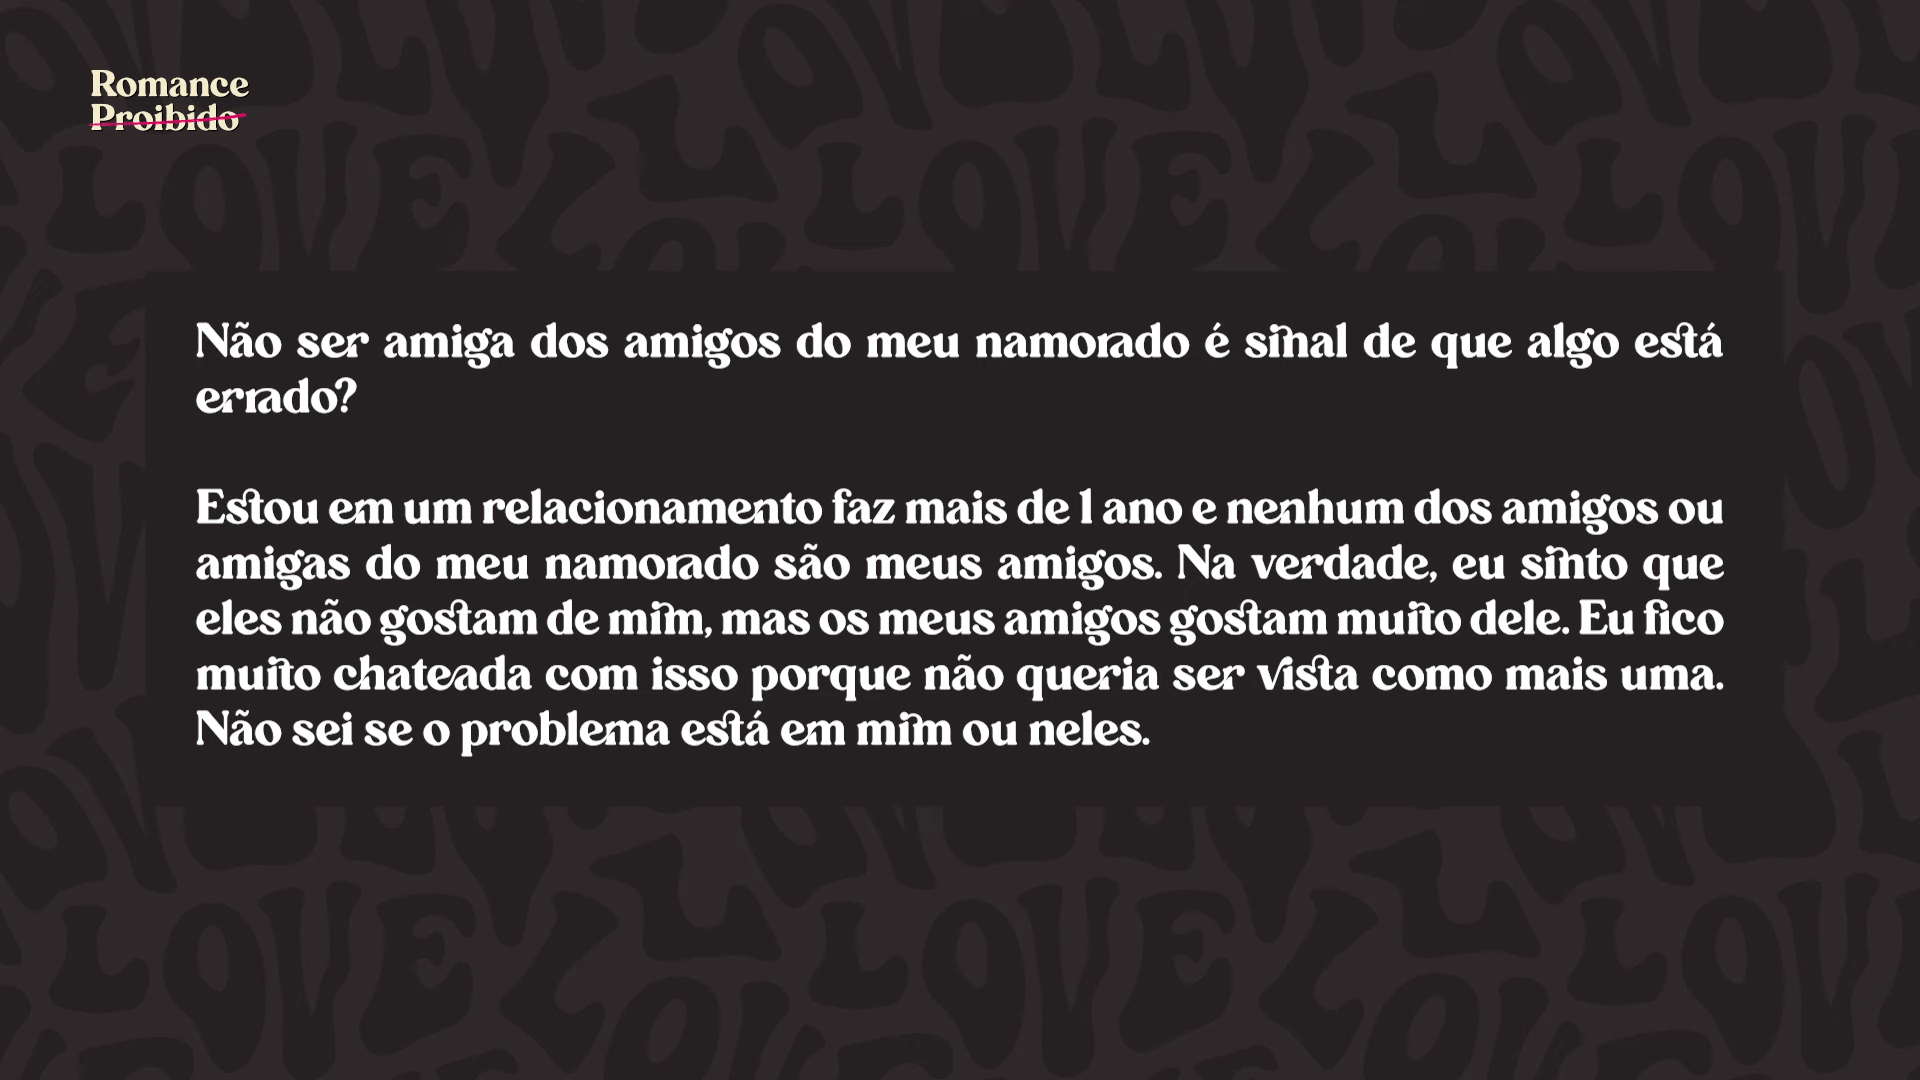 Romance
Proibido
Não ser amiga dos amigos do meu namorado é sinal de que algo está
errado?
Estou em um relacionamento faz mais de 1 ano e nenhum dos amigos ou
amigas do meu namorado são meus amigos. Na verdade, eu sinto que
eles não gostam de mim, mas os meus amigos gostam muito dele. Eu fico
muito chateada com isso porque não queria ser vista como mais uma.
Não sei se o problema está em mim ou neles.